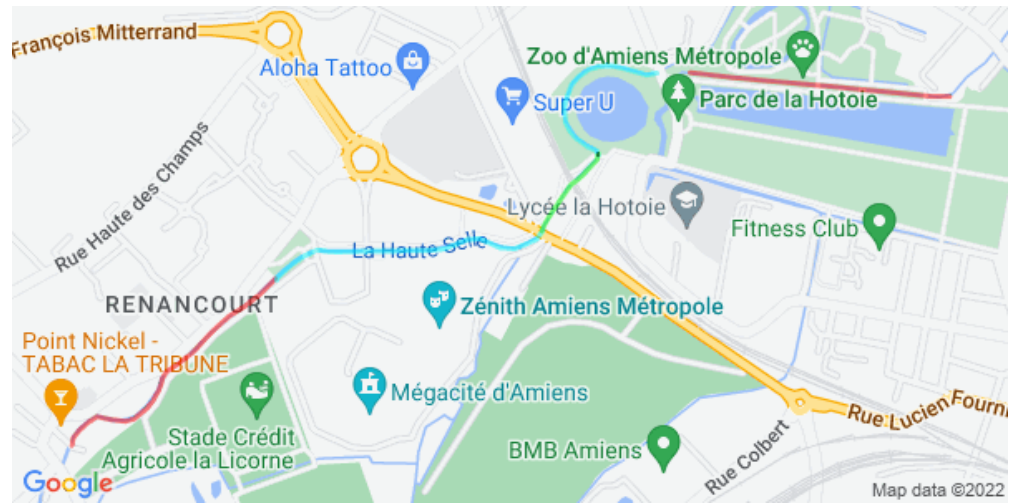 François Mitterrand
Zoo d'Amiens Métropole
Aloha Tattoo
Super U
Parc de la Hotoie
Rue Haute des Champs
Lycée la Hotoie
Fitness Club
La Haute Selle
RENANCOURT
Zénith Amiens Métropole
Point Nickel -
TABAC LA TRIBUNE
Mégacité d'Amiens
Rue Lucien Fourn
Stade Crédit
Agricole la Licorne
BMB Amiens
Rue Colbert
Google
Map data ©2022